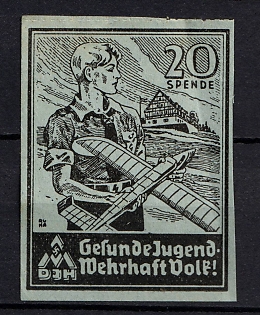 20
SPENDE
DJH
Gesunde Jugend:
Wehrhaft Volk!